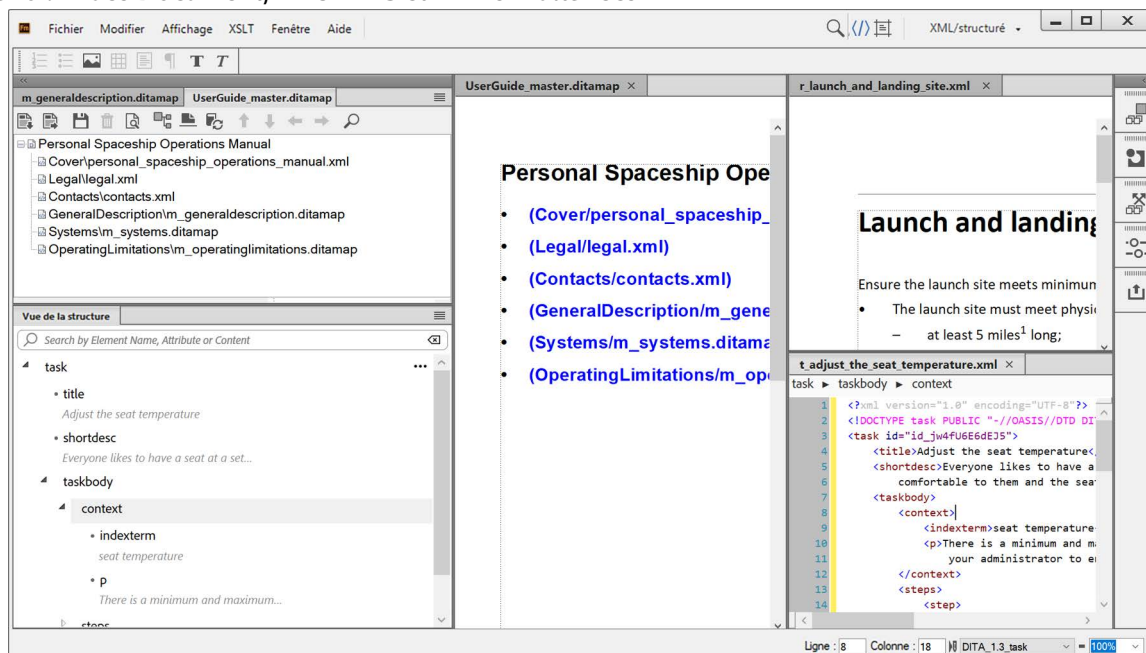 Fm Fichier Modifier Affichage XSLT Fenêtre Aide XML/structuré
m_generaldescription.ditamap UserGuide_master.ditamap
Personal Spaceship Operations Manual
Cover\personal_spaceship_operations_manual.xml
Legal\legal.xml
Contacts\contacts.xml
GeneralDescription\m_generaldescription.ditamap
Systems\m_systems.ditamap
OperatingLimitations\m_operatinglimitations.ditamap
Vue de la structure
Search by Element Name, Attribute or Content
task
• title
Adjust the seat temperature
• shortdesc
Everyone likes to have a seat at a set...
taskbody
context
• indexterm
seat temperature
• p
There is a minimum and maximum...
steps
UserGuide_master.ditamap ×
Personal Spaceship Ope
• (Cover/personal_spaceship_
• (Legal/legal.xml)
• (Contacts/contacts.xml)
• (GeneralDescription/m_gene
• (Systems/m_systems.ditama
• (OperatingLimitations/m_op
r_launch_and_landing_site.xml ×
Launch and landing
Ensure the launch site meets minimum
• The launch site must meet physi
– at least 5 miles¹ long;
t_adjust_the_seat_temperature.xml ×
task ▸ taskbody ▸ context
1 <?xml version="1.0" encoding="UTF-8"?>
2 <!DOCTYPE task PUBLIC "-//OASIS//DTD DI
3 <task id="id_jw4fU6E6dEJ5">
4 <title>Adjust the seat temperature</
5 <shortdesc>Everyone likes to have a
6 comfortable to them and the sea
7 <taskbody>
8 <context>
9 <indexterm>seat temperature
10 <p>There is a minimum and ma
11 your administrator to e
12 </context>
13 <steps>
14 <step>
Ligne : 8 Colonne : 18 DITA_1.3_task = 100%